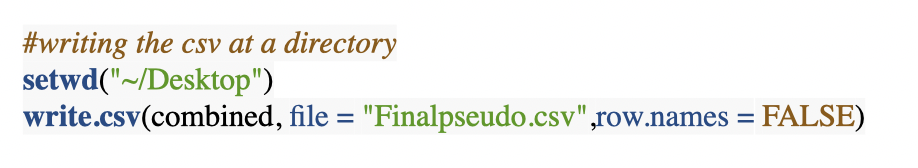 #writing the csv at a directory
setwd("~/Desktop")
write.csv(combined, file = "Finalpseudo.csv",row.names = FALSE)